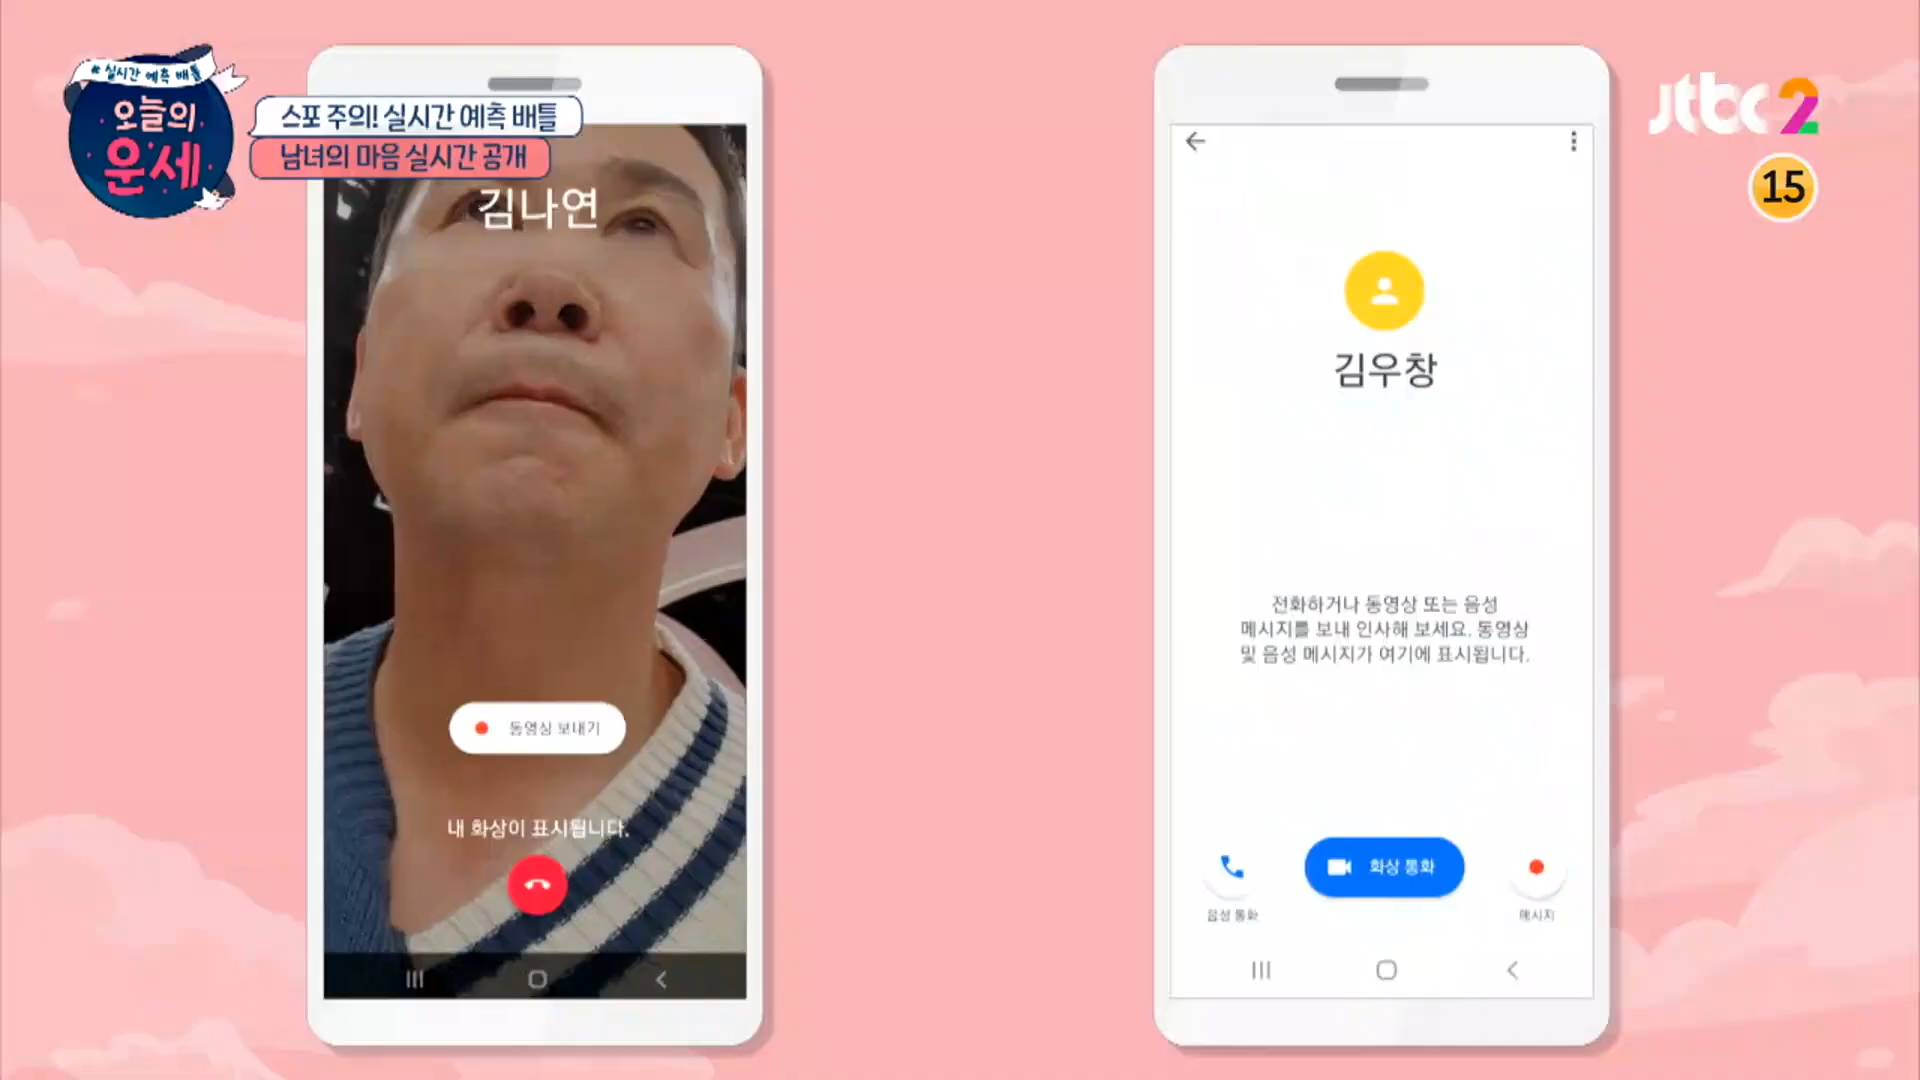 # 실시간 예측 배틀
오늘의
운세
스포 주의! 실시간 예측 배틀
남녀의 마음 실시간 공개
jtbc 2
15
김나연
동영상 보내기
내 화상이 표시됩니다.
김우창
전화하거나 동영상 또는 음성
메시지를 보내 인사해 보세요. 동영상
및 음성 메시지가 여기에 표시됩니다.
음성 통화
화상 통화
메시지